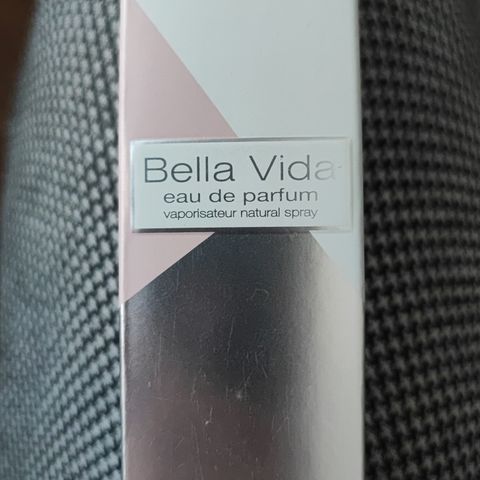 Bella Vida
eau de parfum
vaporisateur natural spray